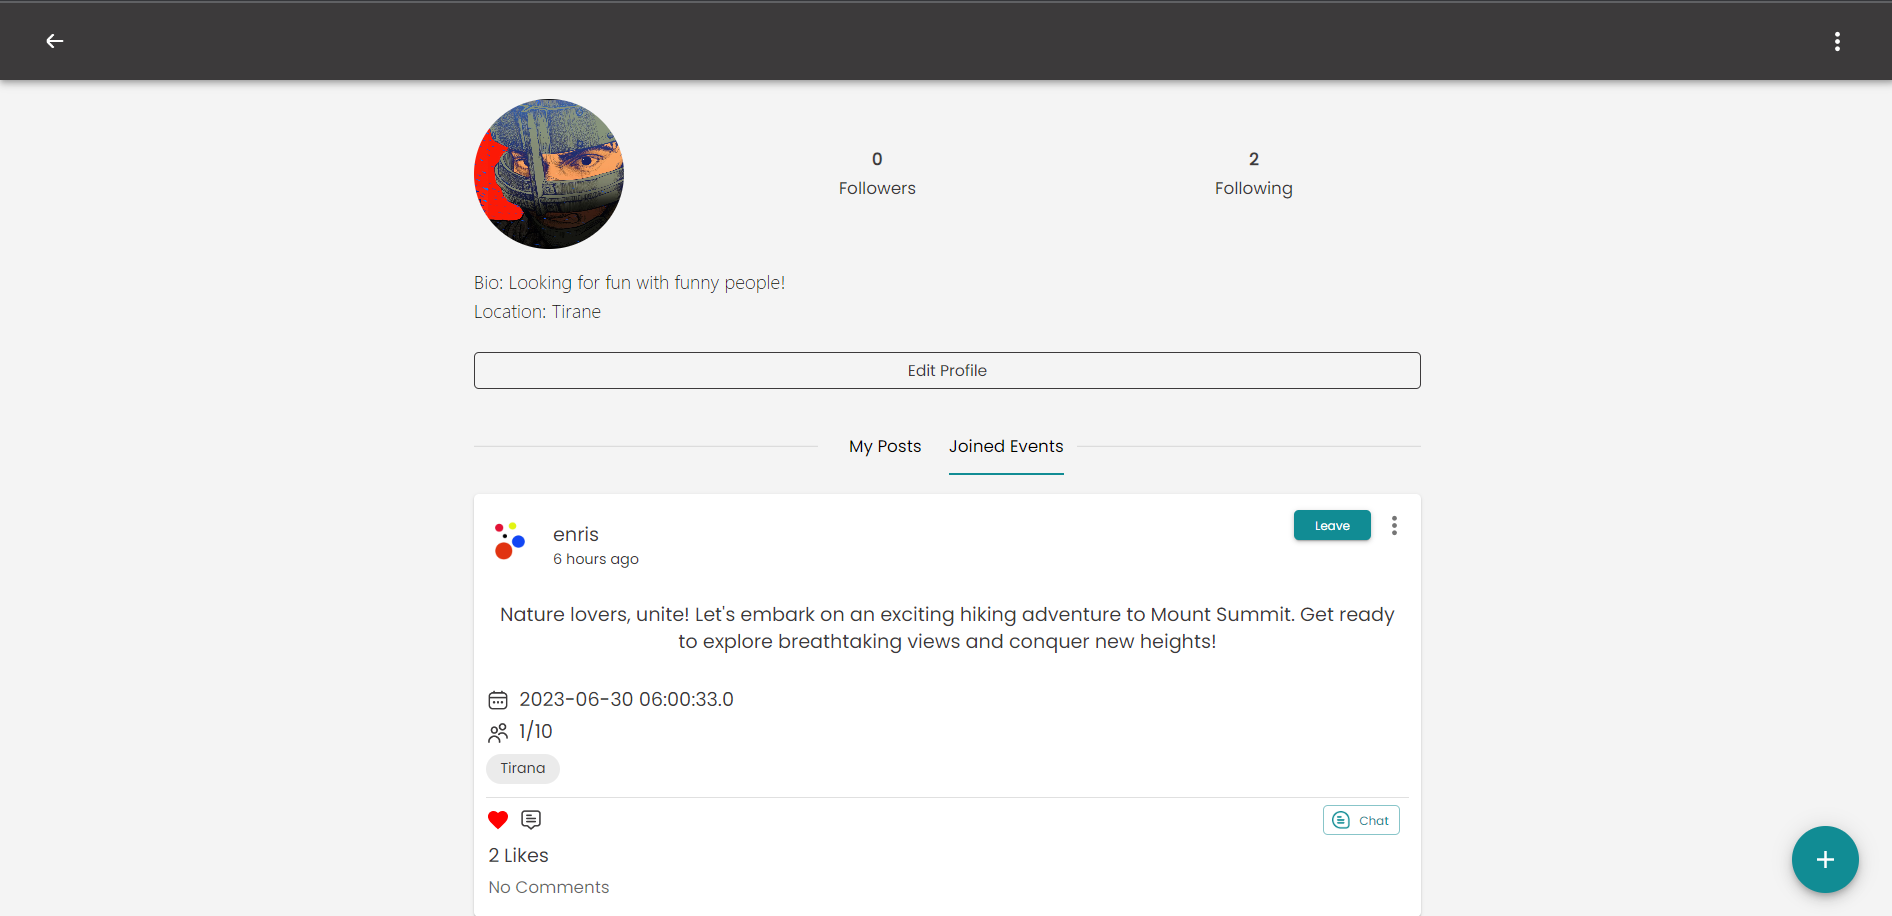 0
Followers
2
Following
Bio: Looking for fun with funny people!
Location: Tirane
Edit Profile
My Posts
Joined Events
enris
6 hours ago
Leave
Nature lovers, unite! Let's embark on an exciting hiking adventure to Mount Summit. Get ready
to explore breathtaking views and conquer new heights!
2023-06-30 06:00:33.0
1/10
Tirana
Chat
2 Likes
No Comments